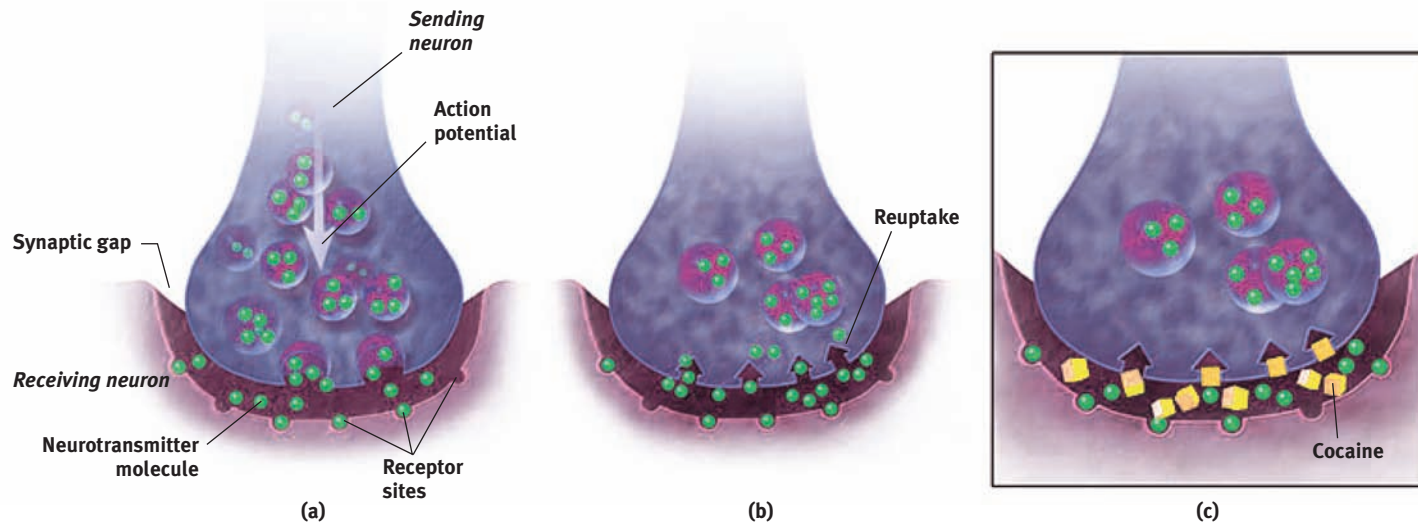 Sending
neuron
Action
potential
Synaptic gap
Receiving neuron
Neurotransmitter
molecule
Receptor
sites
(a)
Reuptake
(b)
Cocaine
(c)